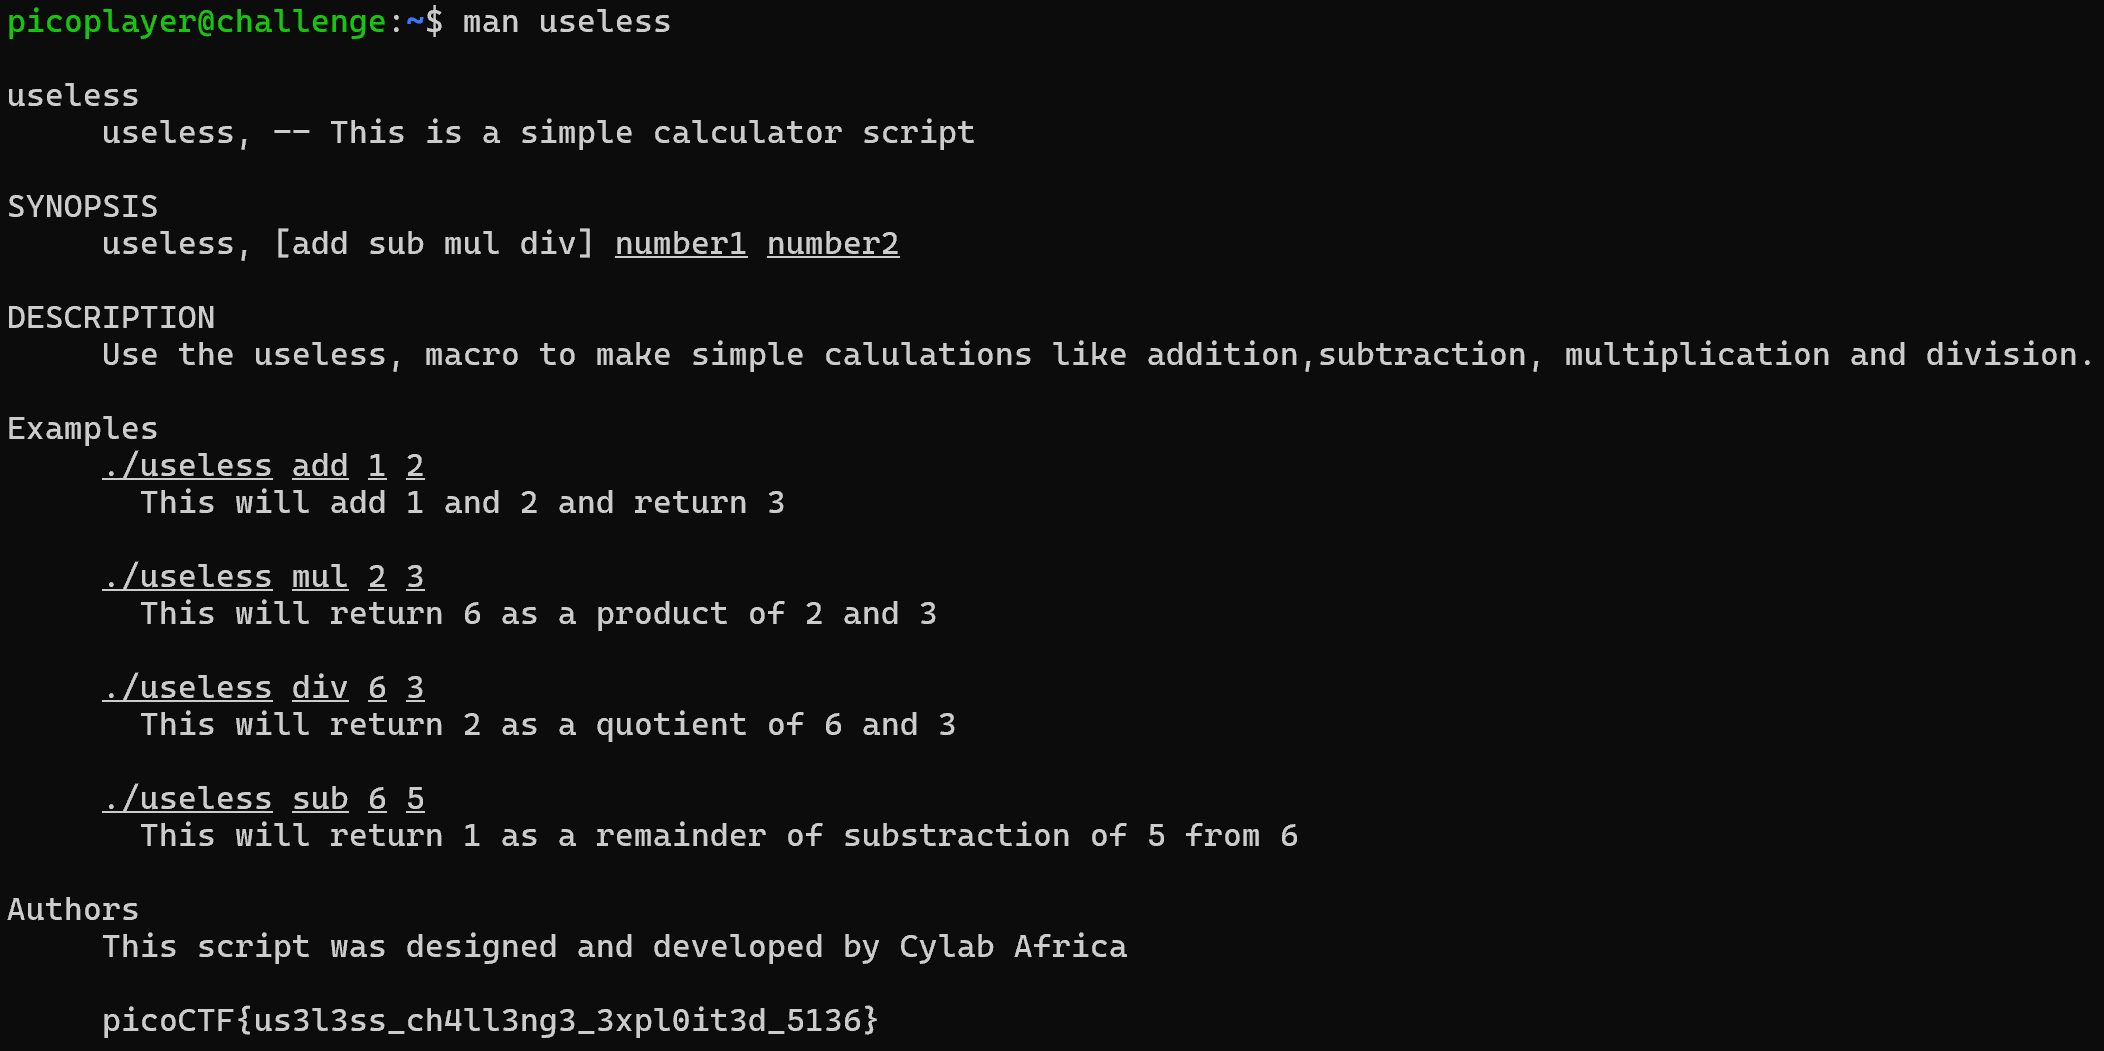 picoplayer@challenge:~$ man useless
useless
useless, -- This is a simple calculator script
SYNOPSIS
useless, [add sub mul div] number1 number2
DESCRIPTION
Use the useless, macro to make simple calulations like addition,subtraction, multiplication and division.
Examples
./useless add 1 2
This will add 1 and 2 and return 3
./useless mul 2 3
This will return 6 as a product of 2 and 3
./useless div 6 3
This will return 2 as a quotient of 6 and 3
./useless sub 6 5
This will return 1 as a remainder of substraction of 5 from 6
Authors
This script was designed and developed by Cylab Africa
picoCTF{us3l3ss_ch4ll3ng3_3xpl0it3d_5136}